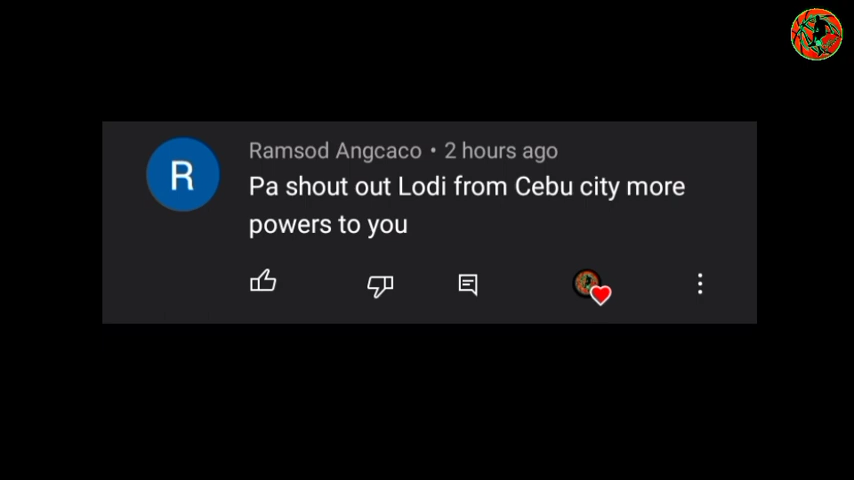 R
Ramsod Angcaco • 2 hours ago
Pa shout out Lodi from Cebu city more
powers to you